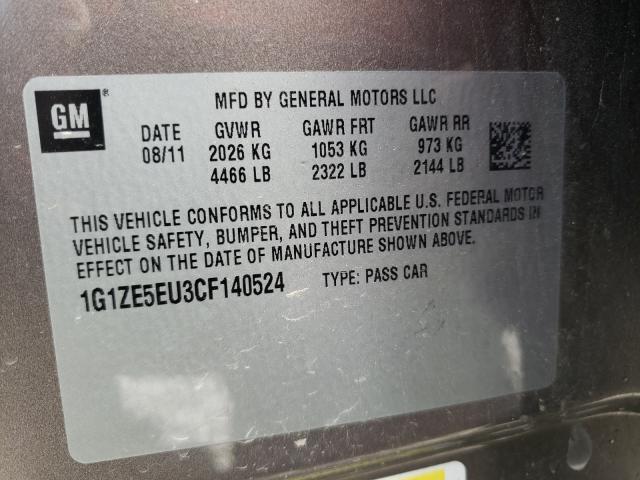 GM®
MFD BY GENERAL MOTORS LLC
DATE GVWR GAWR FRT GAWR RR
08/11 2026 KG 1053 KG 973 KG
4466 LB 2322 LB 2144 LB
THIS VEHICLE CONFORMS TO ALL APPLICABLE U.S. FEDERAL MOTOR
VEHICLE SAFETY, BUMPER, AND THEFT PREVENTION STANDARDS IN
EFFECT ON THE DATE OF MANUFACTURE SHOWN ABOVE.
1G1ZE5EU3CF140524 TYPE: PASS CAR